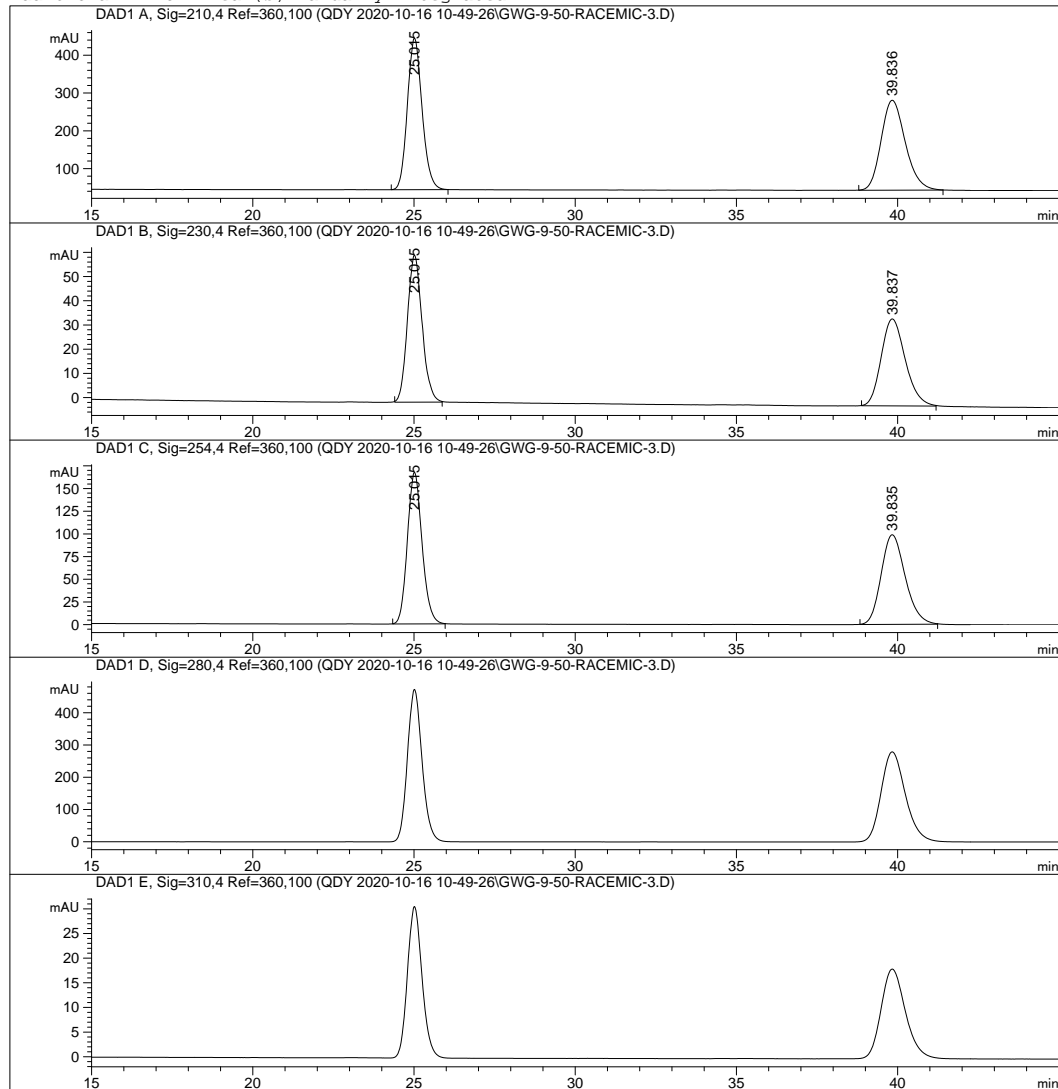 DAD1 A, Sig=210,4 Ref=360,100 (QDY 2020-10-16 10-49-26\GWG-9-50-RACEMIC-3.D)
mAU
400
300
200
100
25.015
39.836
15 20 25 30 35 40 min
DAD1 B, Sig=230,4 Ref=360,100 (QDY 2020-10-16 10-49-26\GWG-9-50-RACEMIC-3.D)
mAU
50
40
30
20
10
0
25.015
39.837
15 20 25 30 35 40 min
DAD1 C, Sig=254,4 Ref=360,100 (QDY 2020-10-16 10-49-26\GWG-9-50-RACEMIC-3.D)
mAU
150
125
100
75
50
25
0
25.015
39.835
15 20 25 30 35 40 min
DAD1 D, Sig=280,4 Ref=360,100 (QDY 2020-10-16 10-49-26\GWG-9-50-RACEMIC-3.D)
mAU
400
300
200
100
0
15 20 25 30 35 40 min
DAD1 E, Sig=310,4 Ref=360,100 (QDY 2020-10-16 10-49-26\GWG-9-50-RACEMIC-3.D)
mAU
25
20
15
10
5
0
15 20 25 30 35 40 min